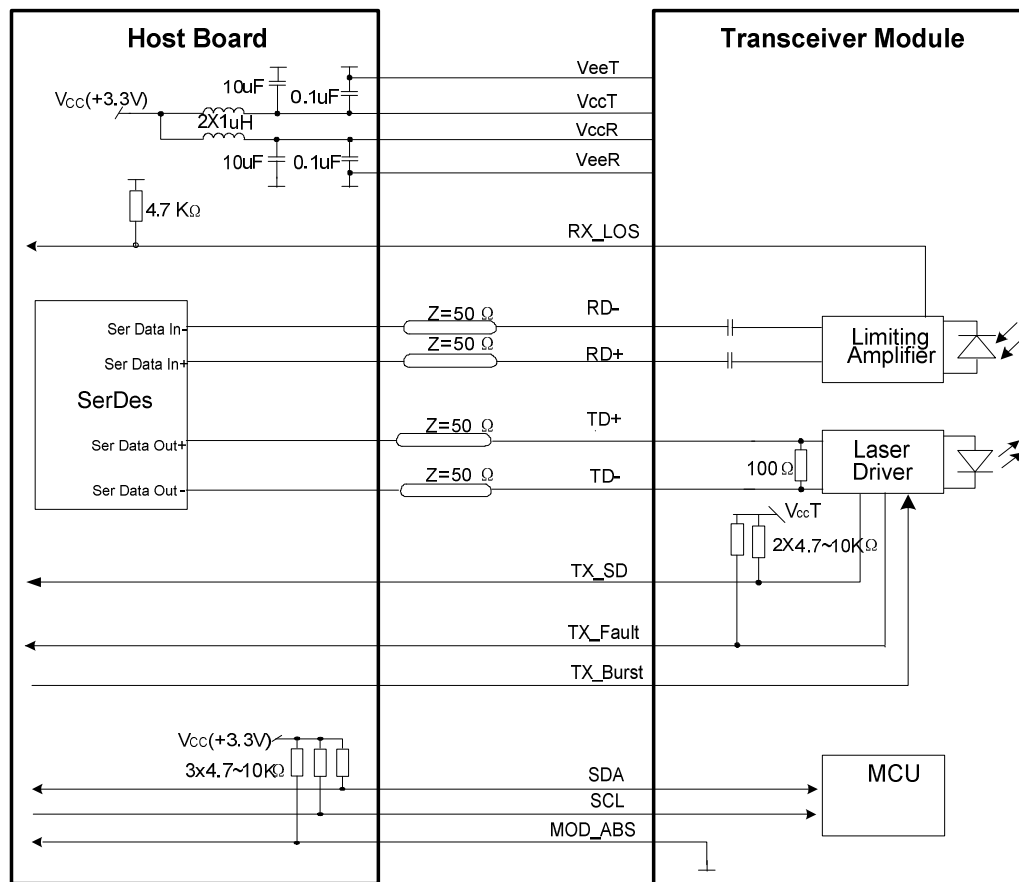 Host Board
Transceiver Module
VeeT
10uF
0.1uF
Vcc(+3.3V)
VccT
2X1uH
VccR
10uF
0.1uF
VeeR
4.7 KΩ
RX_LOS
Z=50 Ω
RD-
Ser Data In-
Limiting
Amplifier
Z=50 Ω
RD+
Ser Data In+
SerDes
Z=50 Ω
TD+
Ser Data Out+
Laser
Driver
100Ω
Z=50 Ω
TD-
Ser Data Out -
VccT
2X4.7~10KΩ
TX_SD
TX_Fault
TX_Burst
Vcc(+3.3V)
3x4.7~10KΩ
SDA
MCU
SCL
MOD_ABS